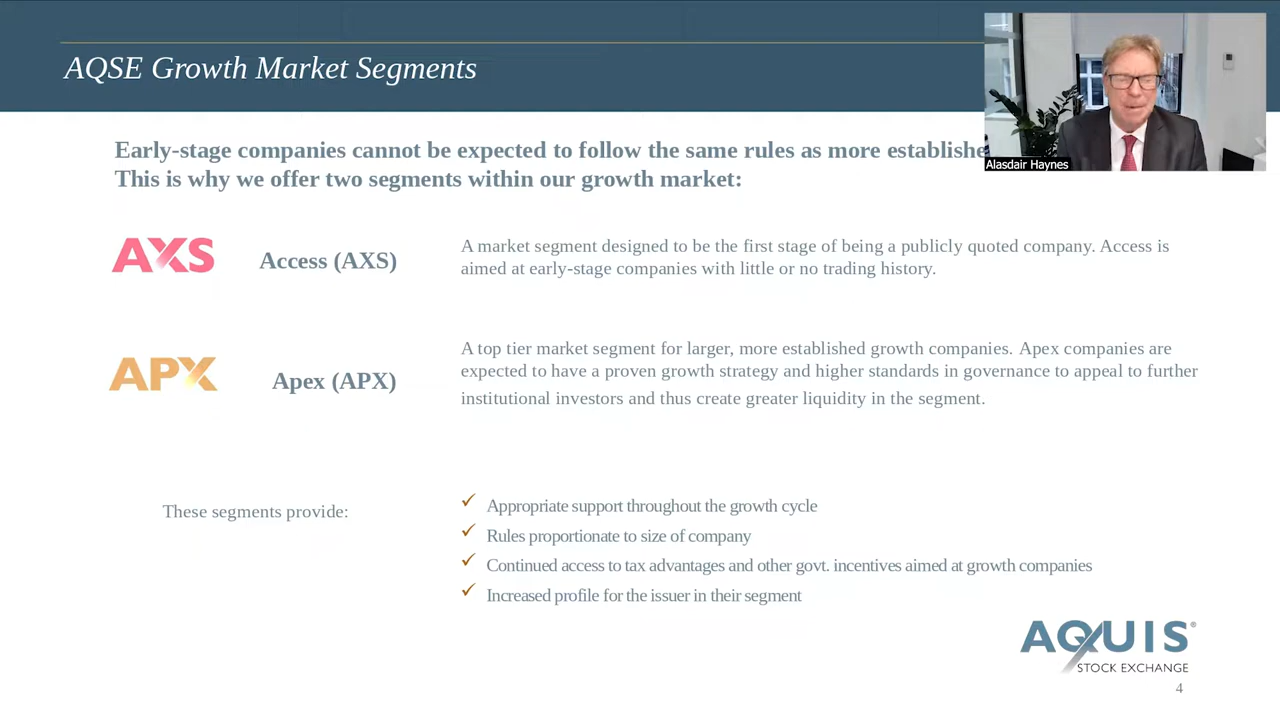 AQSE Growth Market Segments
Alasdair Haynes
Early-stage companies cannot be expected to follow the same rules as more
This is why we offer two segments within our growth market:
AXS
Access (AXS)
A market segment designed to be the first stage of being a publicly quoted company. Access is
aimed at early-stage companies with little or no trading history.
APX
Apex (APX)
A top tier market segment for larger, more established growth companies. Apex companies are
expected to have a proven growth strategy and higher standards in governance to appeal to further
institutional investors and thus create greater liquidity in the segment.
These segments provide:
✓ Appropriate support throughout the growth cycle
✓ Rules proportionate to size of company
✓ Continued access to tax advantages and other govt. incentives aimed at growth companies
✓ Increased profile for the issuer in their segment
AQUIS®
STOCK EXCHANGE
4